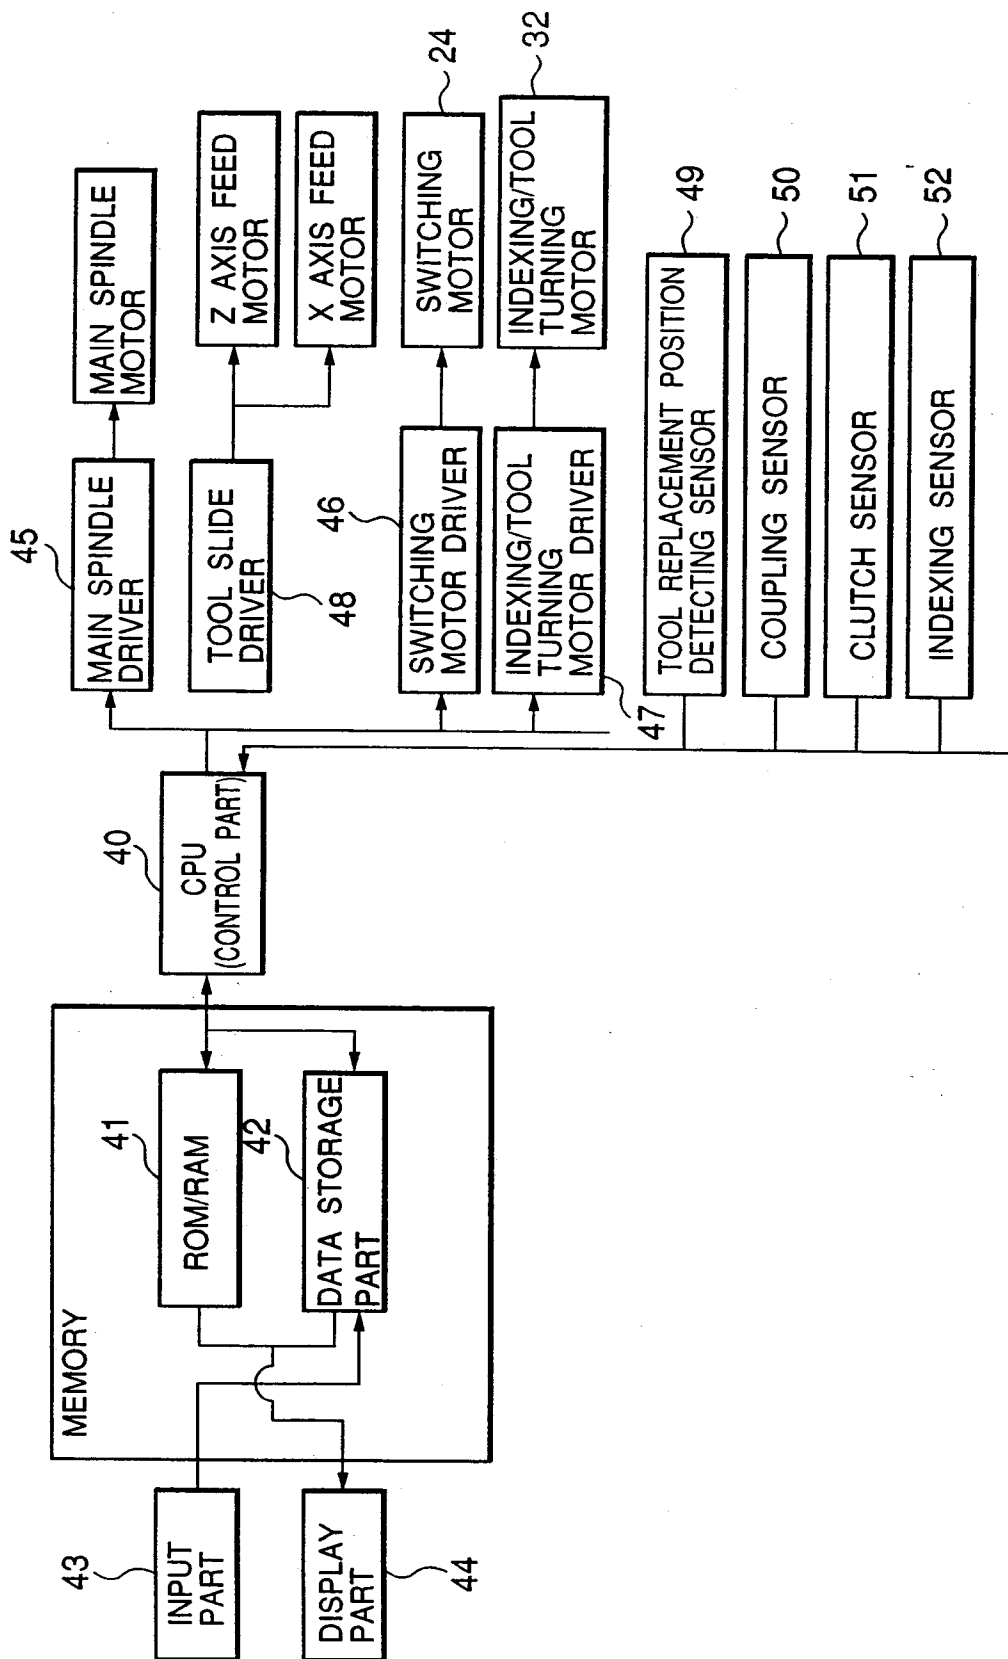 MEMORY
43
INPUT
PART
DISPLAY
PART
44
41
ROM/RAM
42
DATA STORAGE
PART
40
CPU
(CONTROL PART)
45
MAIN SPINDLE
DRIVER
MAIN SPINDLE
MOTOR
TOOL SLIDE
DRIVER
48
Z AXIS FEED
MOTOR
X AXIS FEED
MOTOR
46
SWITCHING
MOTOR DRIVER
SWITCHING
MOTOR
24
INDEXING/TOOL
TURNING
MOTOR DRIVER
47
INDEXING/TOOL
TURNING
MOTOR
32
TOOL REPLACEMENT POSITION
DETECTING SENSOR
49
COUPLING SENSOR
50
CLUTCH SENSOR
51
INDEXING SENSOR
52